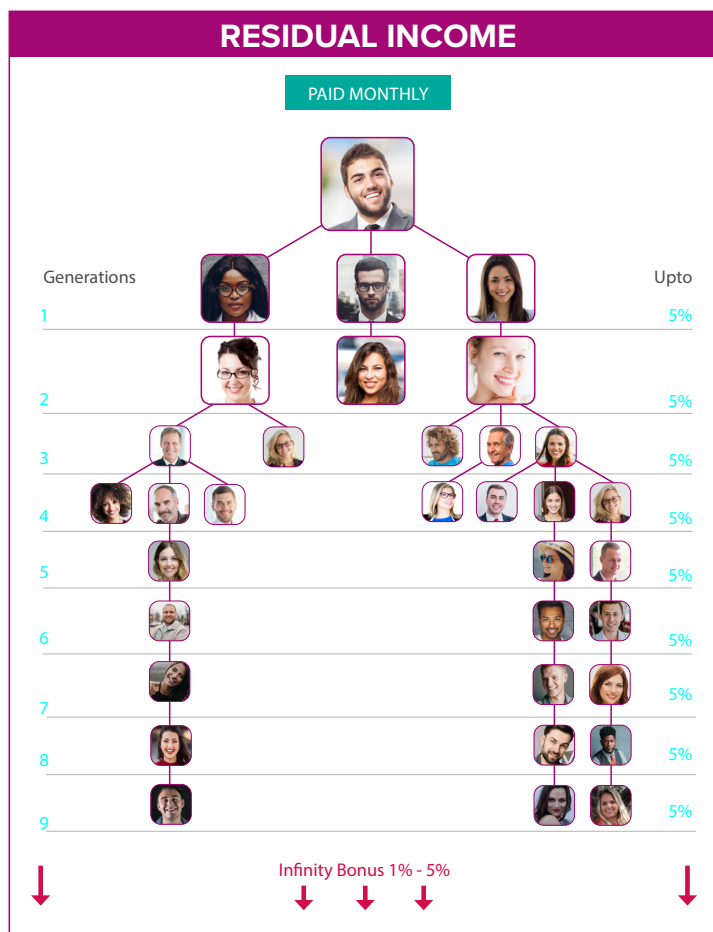 RESIDUAL INCOME
PAID MONTHLY
Generations Upto
1 5%
2 5%
3 5%
4 5%
5 5%
6 5%
7 5%
8 5%
9 5%
Infinity Bonus 1% - 5%